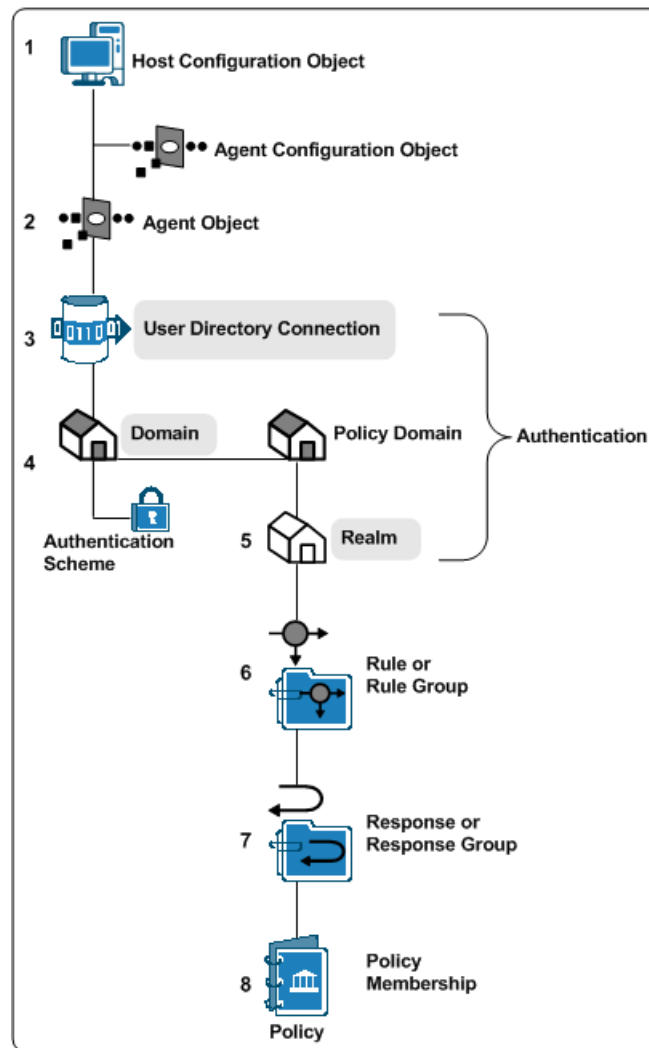 1
Host Configuration Object
Agent Configuration Object
2
Agent Object
3
User Directory Connection
Domain
Policy Domain
Authentication
4
Authentication
Scheme
5
Realm
6
Rule or
Rule Group
7
Response or
Response Group
8
Policy
Membership
Policy